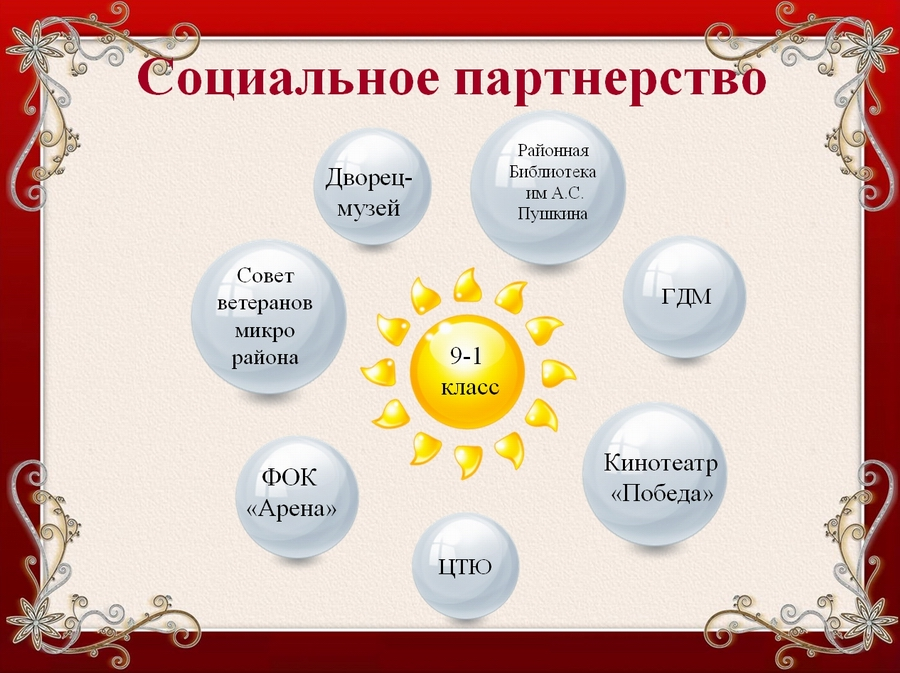 Социальное партнерство
Дворец-
музей
Районная
Библиотека
им А.С.
Пушкина
Совет
ветеранов
микро
района
ГДМ
9-1
класс
ФОК
«Арена»
Кинотеатр
«Победа»
ЦТЮ